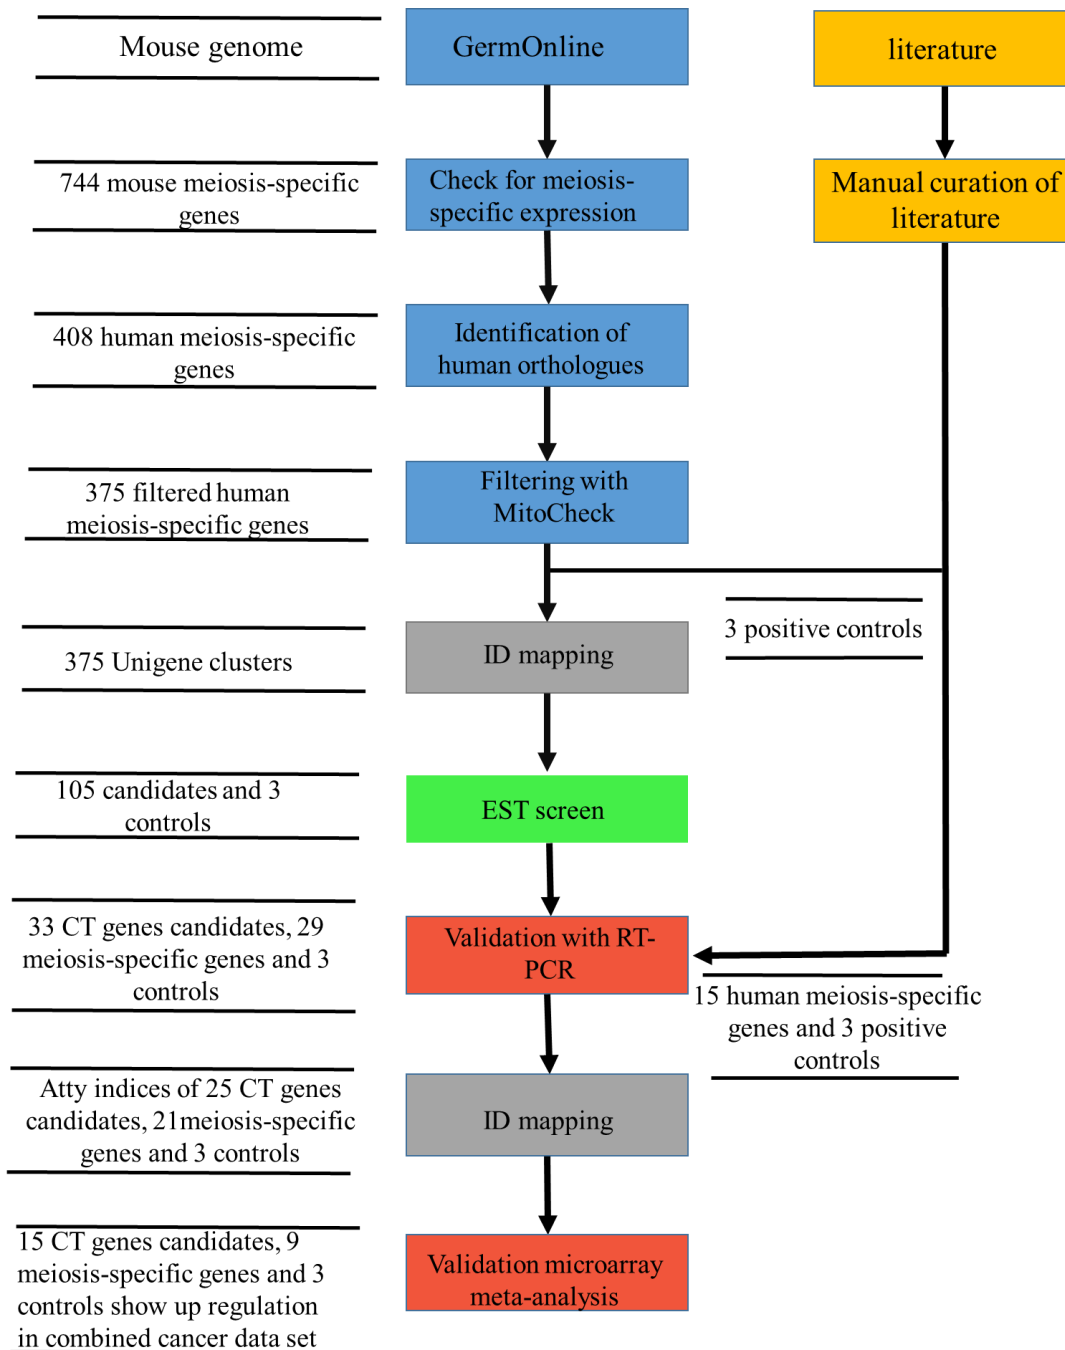 Mouse genome
GermOnline
literature
744 mouse meiosis-specific
genes
Check for meiosis-
specific expression
Manual curation of
literature
408 human meiosis-specific
genes
Identification of
human orthologues
375 filtered human
meiosis-specific genes
Filtering with
MitoCheck
3 positive controls
375 Unigene clusters
ID mapping
105 candidates and 3
controls
EST screen
33 CT genes candidates, 29
meiosis-specific genes and 3
controls
Validation with RT-
PCR
15 human meiosis-specific
genes and 3 positive
controls
Atty indices of 25 CT genes
candidates, 21meiosis-specific
genes and 3 controls
ID mapping
15 CT genes candidates, 9
meiosis-specific genes and 3
controls show up regulation
in combined cancer data set
Validation microarray
meta-analysis